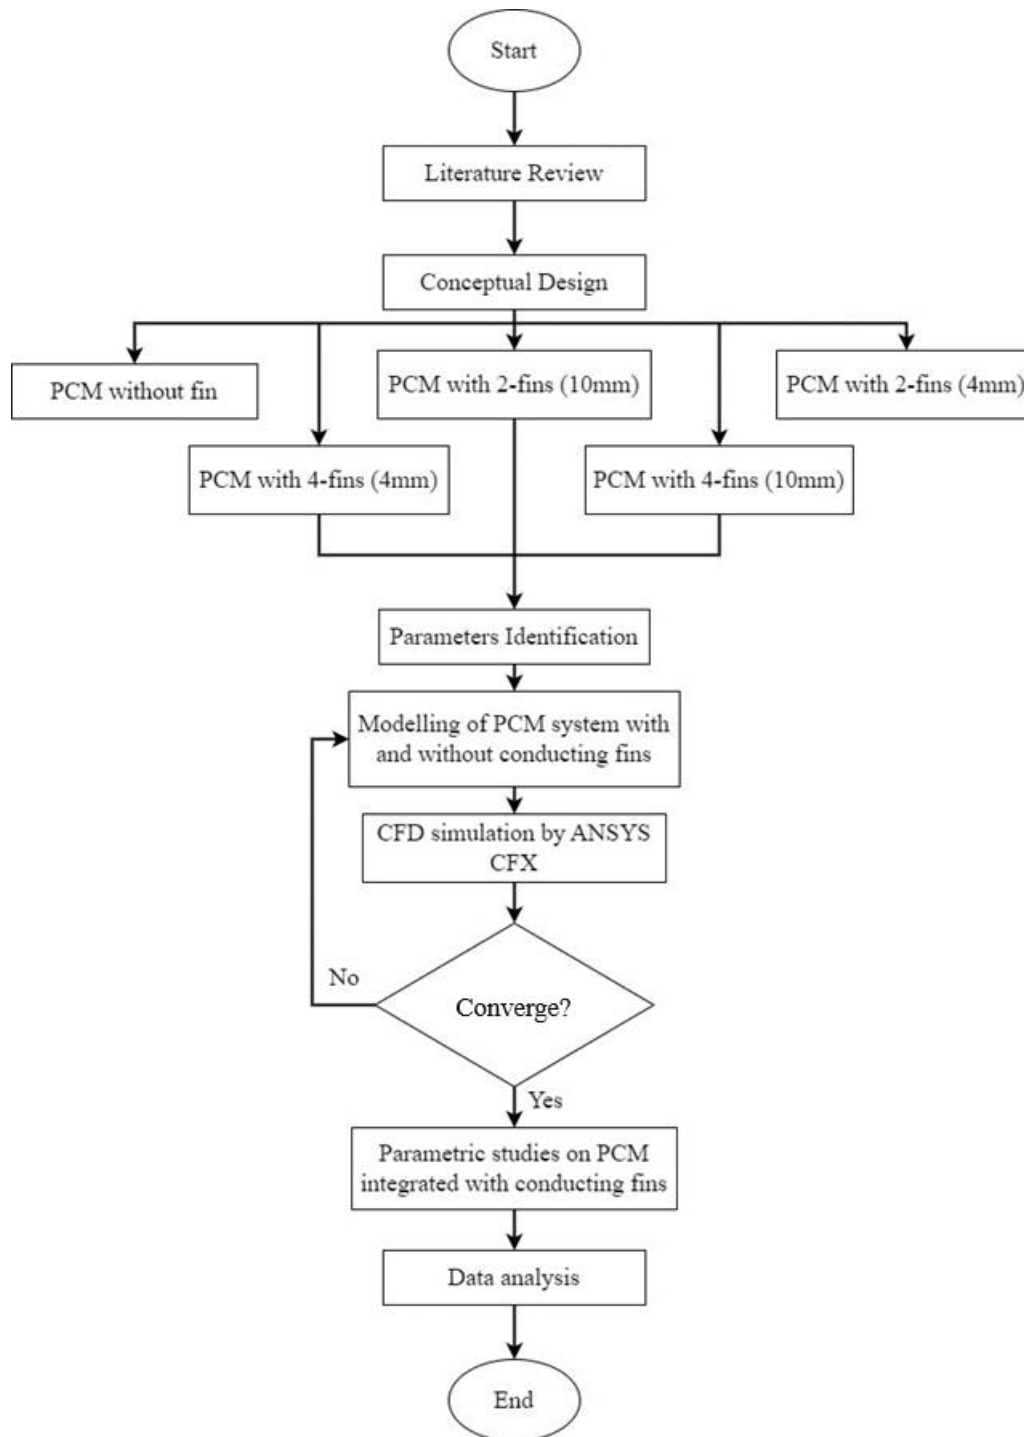 Start
Literature Review
Conceptual Design
PCM without fin
PCM with 2-fins (10mm)
PCM with 2-fins (4mm)
PCM with 4-fins (4mm)
PCM with 4-fins (10mm)
Parameters Identification
Modelling of PCM system with
and without conducting fins
CFD simulation by ANSYS
CFX
No
Converge?
Yes
Parametric studies on PCM
integrated with conducting fins
Data analysis
End